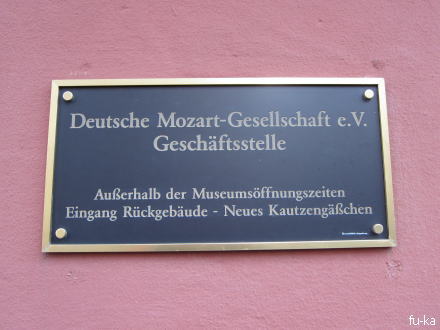 Deutsche Mozart-Gesellschaft e.V.
Geschäftsstelle
Außerhalb der Museumsöffnungszeiten
Eingang Rückgebäude - Neues Kautzengäßchen
fu-ka